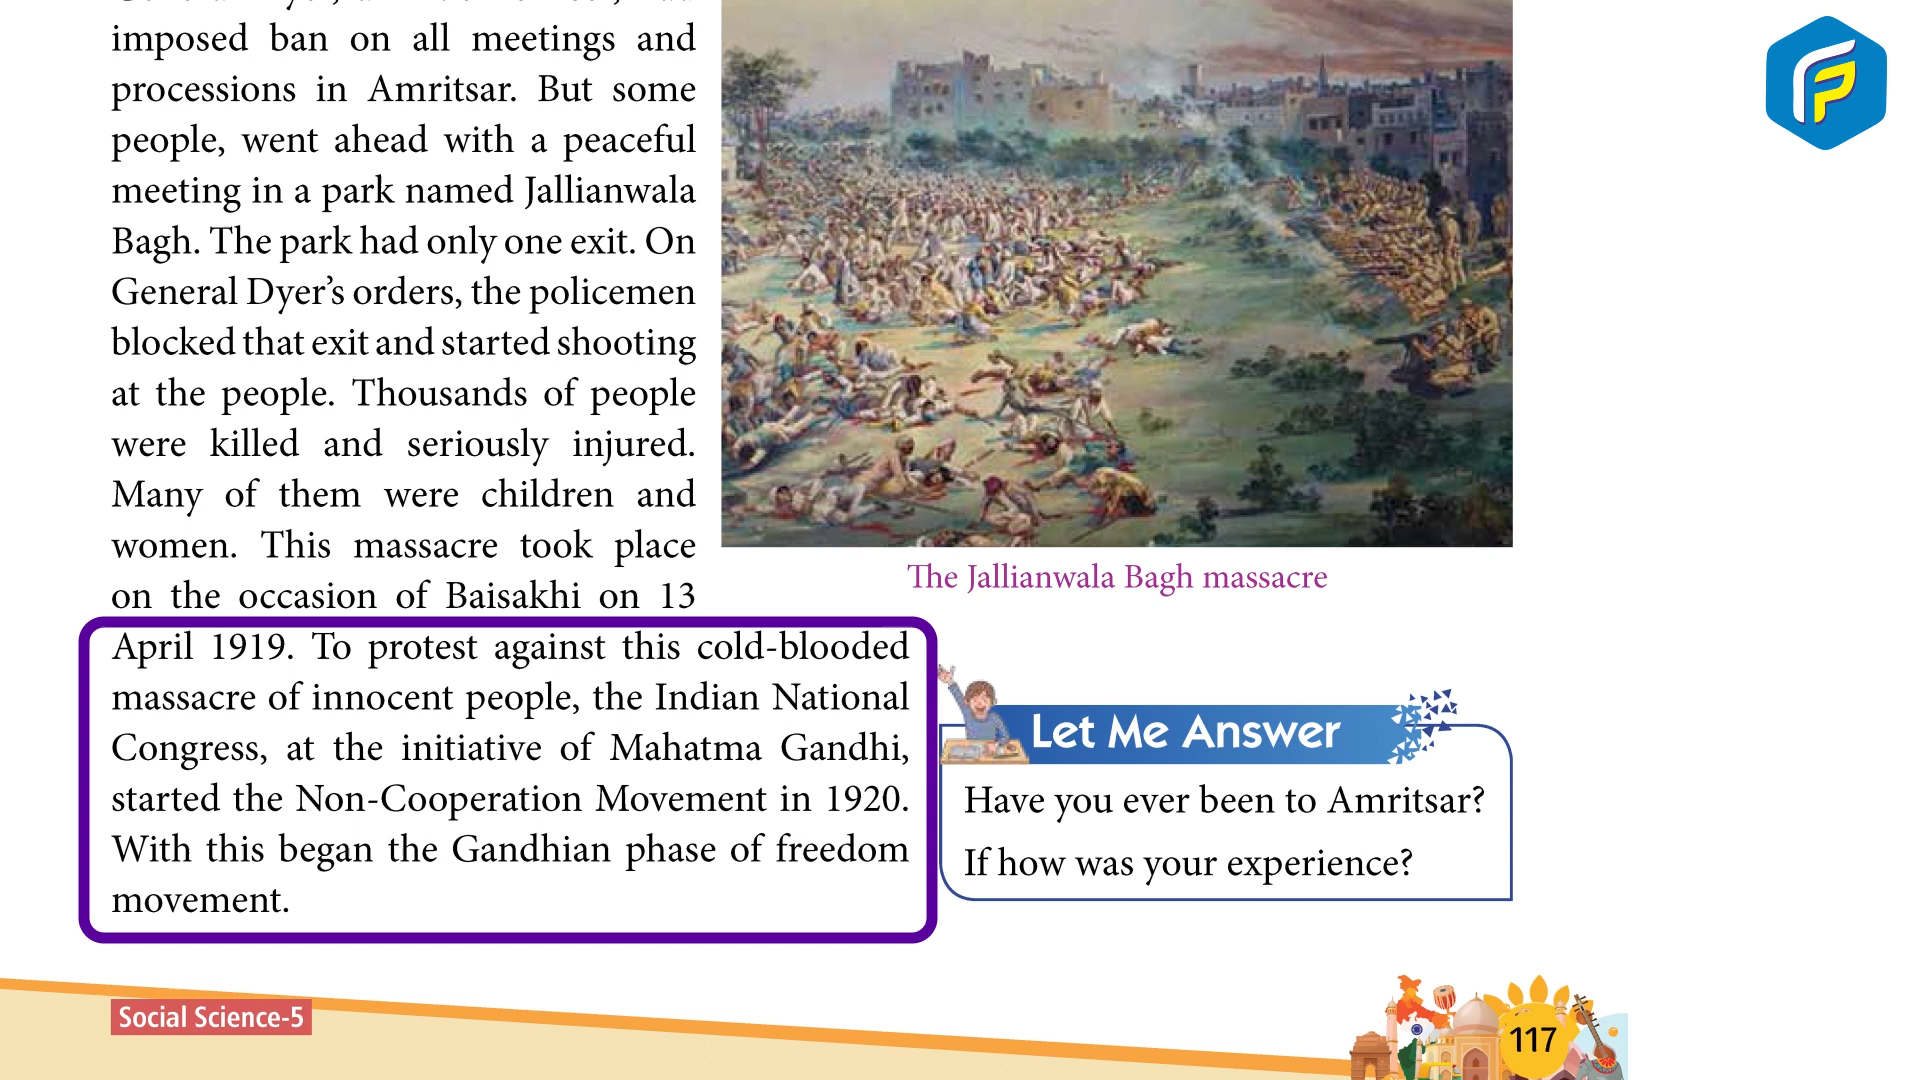 imposed ban on all meetings and
processions in Amritsar. But some
people, went ahead with a peaceful
meeting in a park named Jallianwala
Bagh. The park had only one exit. On
General Dyer’s orders, the policemen
blocked that exit and started shooting
at the people. Thousands of people
were killed and seriously injured.
Many of them were children and
women. This massacre took place
on the occasion of Baisakhi on 13
April 1919. To protest against this cold-blooded
massacre of innocent people, the Indian National
Congress, at the initiative of Mahatma Gandhi,
started the Non-Cooperation Movement in 1920.
With this began the Gandhian phase of freedom
movement.
The Jallianwala Bagh massacre
Let Me Answer
Have you ever been to Amritsar?
If how was your experience?
Social Science-5
117